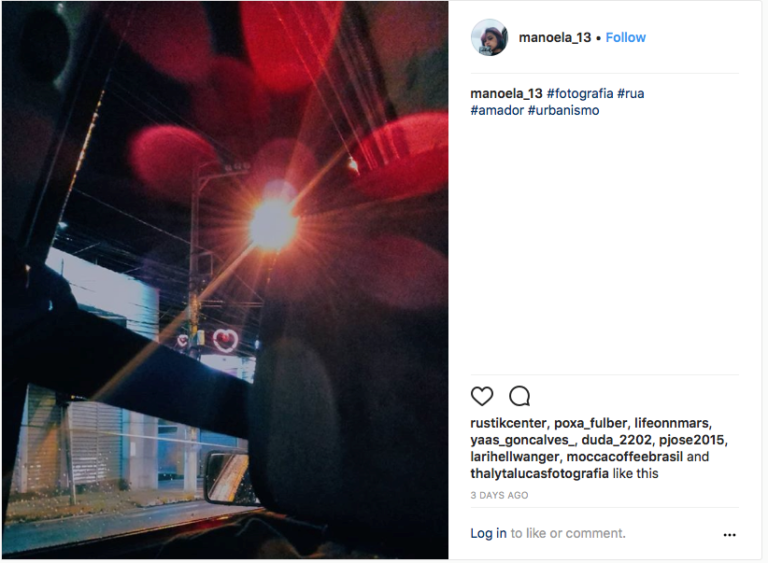 manoela_13 • Follow
manoela_13 #fotografia #rua
#amador #urbanismo
rustikcenter, poxa_fulber, lifeonnmars,
yaas_goncalves_, duda_2202, pjose2015,
larihellwanger, moccacoffeebrasil and
thalytalucasfotografia like this
3 DAYS AGO
Log in to like or comment.